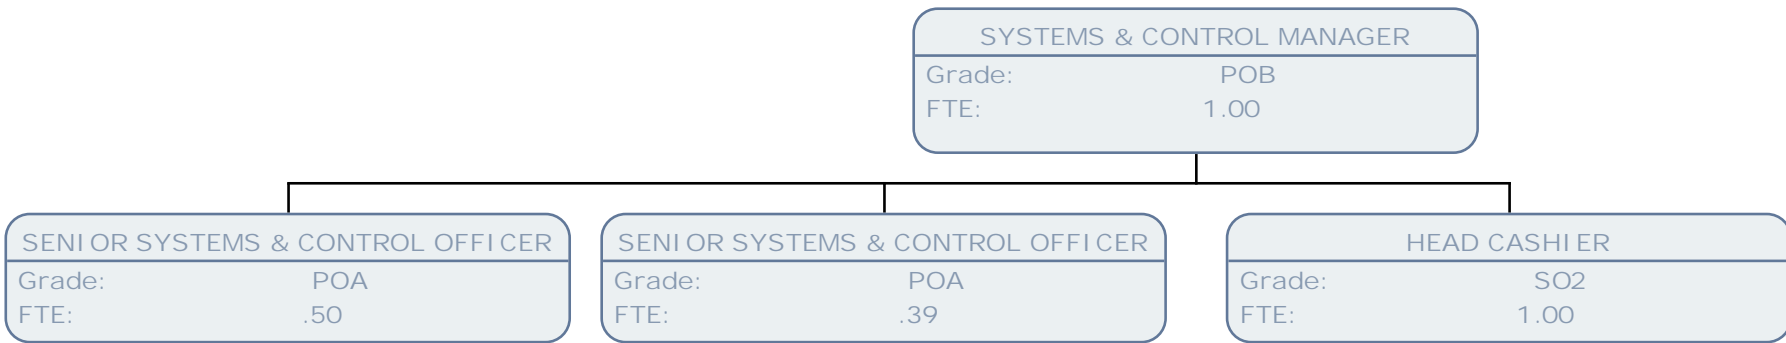 SYSTEMS & CONTROL MANAGER
Grade: POB
FTE: 1.00
SENIOR SYSTEMS & CONTROL OFFICER
Grade: POA
FTE: .50
SENIOR SYSTEMS & CONTROL OFFICER
Grade: POA
FTE: .39
HEAD CASHIER
Grade: SO2
FTE: 1.00